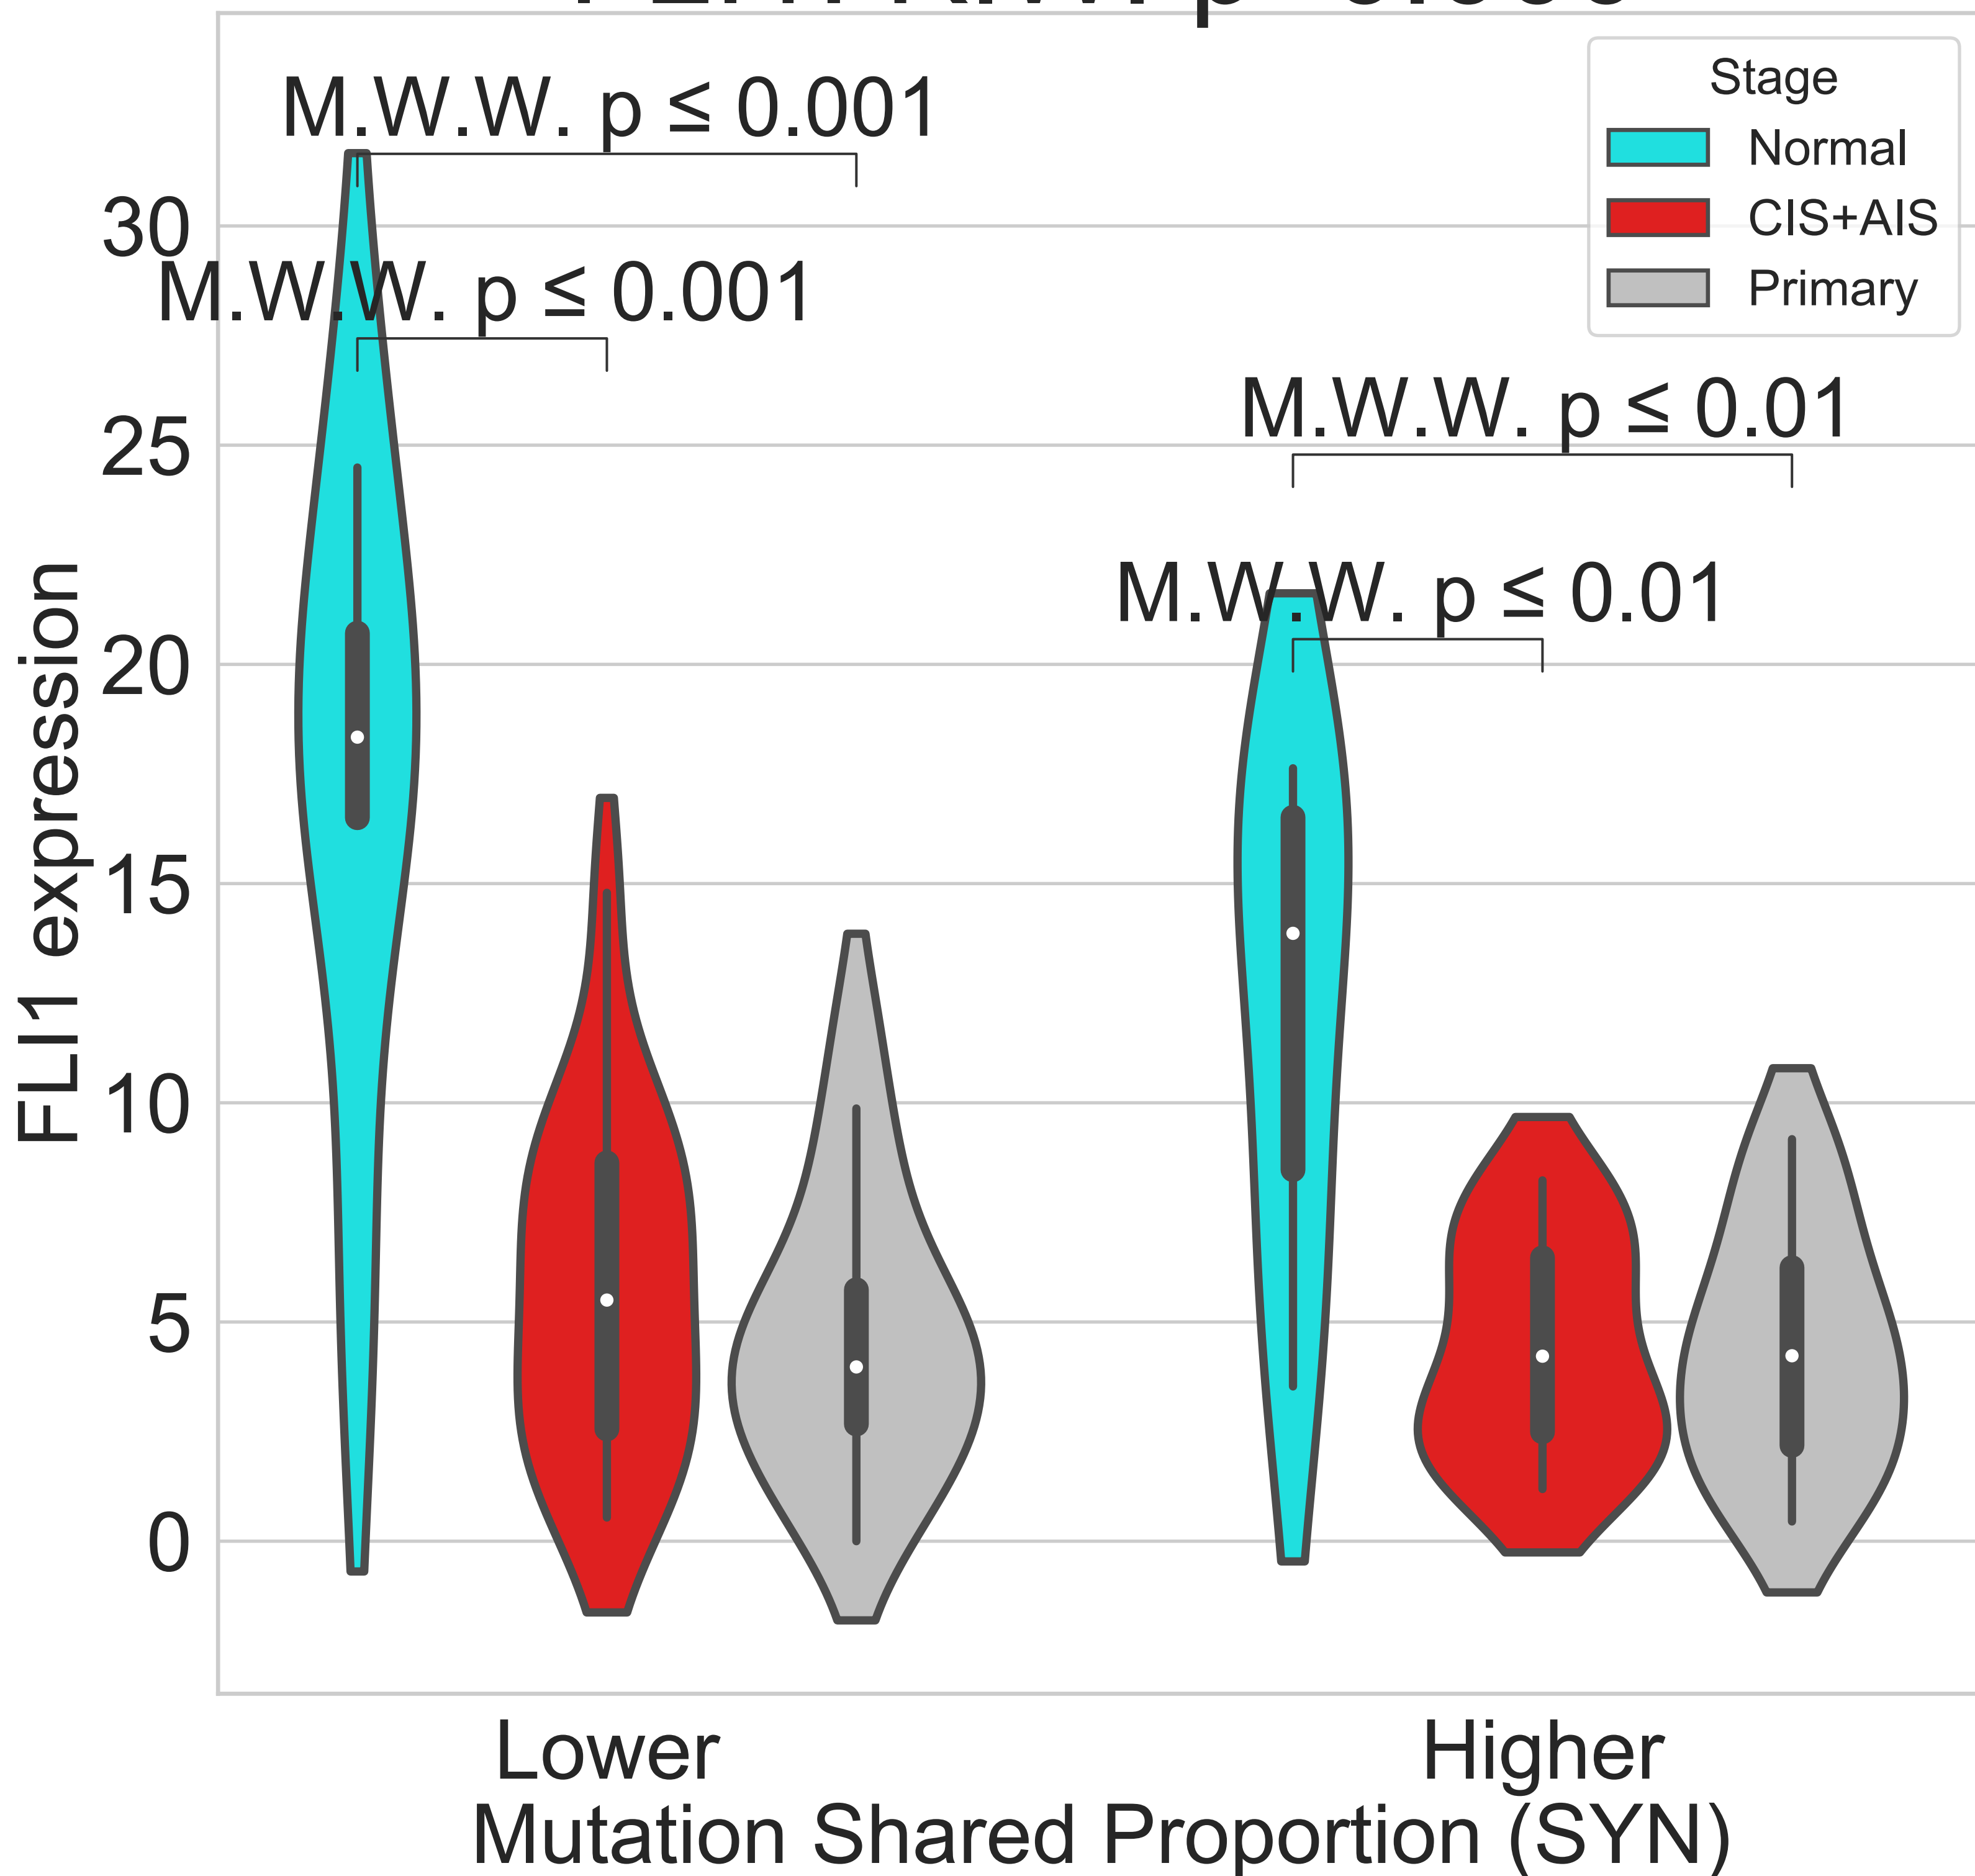 Stage
Normal
CIS+AIS
Primary
M.W.W. p ≤ 0.001
M.W.W. p ≤ 0.001
M.W.W. p ≤ 0.01
M.W.W. p ≤ 0.01
FLI1 expression
30
25
20
15
10
5
0
Lower
Higher
Mutation Shared Proportion (SYN)